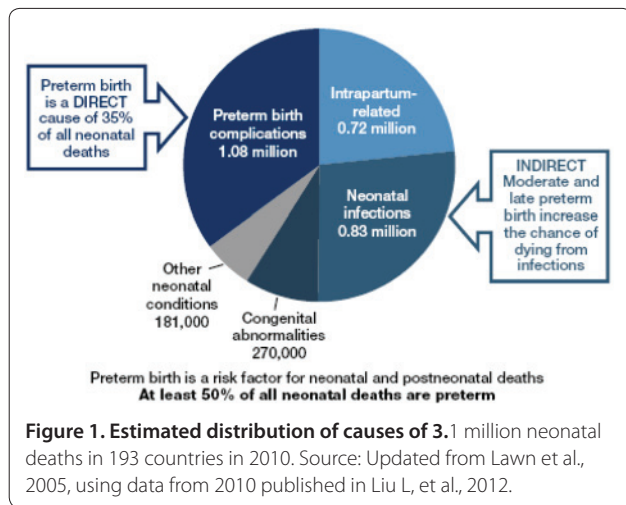 Preterm birth
is a DIRECT
cause of 35%
of all neonatal
deaths
Preterm birth
complications
1.08 million
Intrapartum-
related
0.72 million
Neonatal
infections
0.83 million
INDIRECT
Moderate and
late preterm
birth increase
the chance of
dying from
infections
Other
neonatal
conditions
181,000
Congenital
abnormalities
270,000
Preterm birth is a risk factor for neonatal and postneonatal deaths
At least 50% of all neonatal deaths are preterm
Figure 1. Estimated distribution of causes of 3.1 million neonatal
deaths in 193 countries in 2010. Source: Updated from Lawn et al.,
2005, using data from 2010 published in Liu L, et al., 2012.